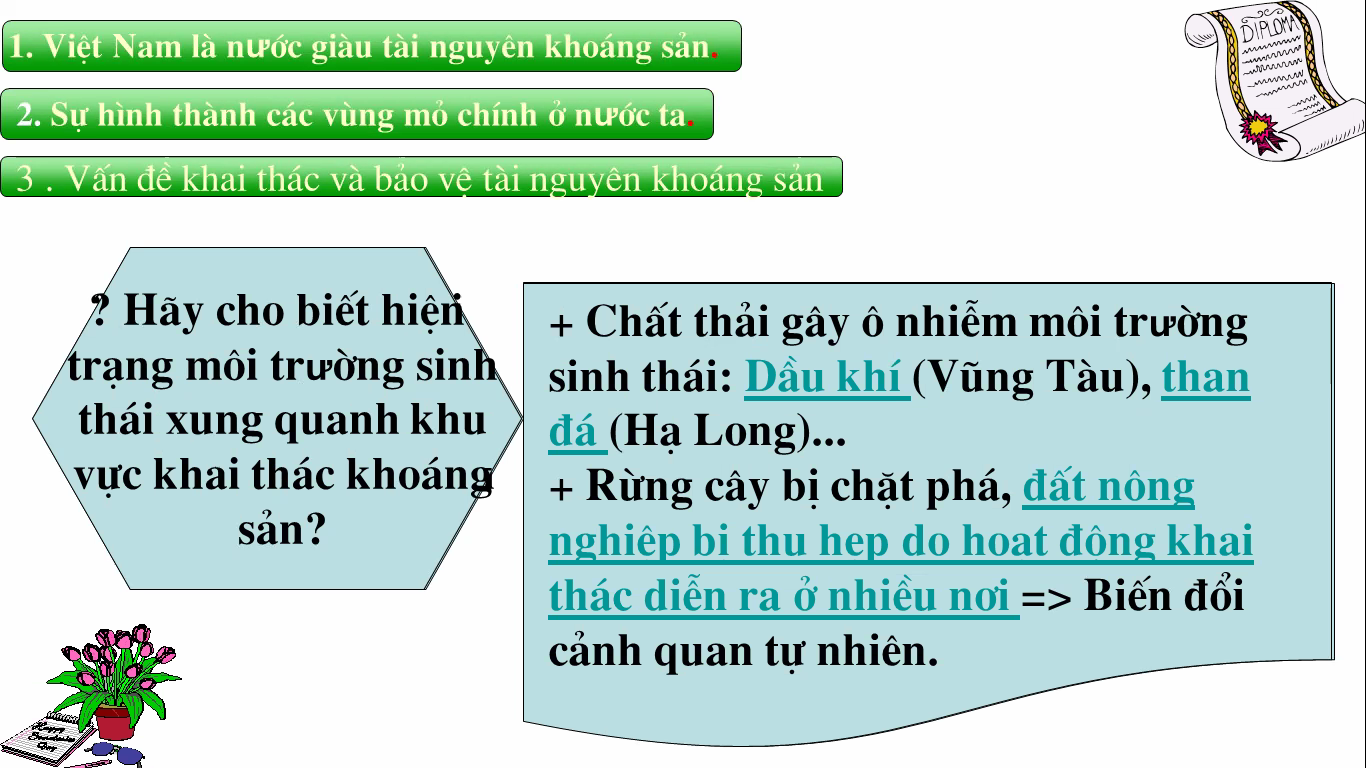 1. Việt Nam là nước giàu tài nguyên khoáng sản.
2. Sự hình thành các vùng mỏ chính ở nước ta.
3 . Vấn đề khai thác và bảo vệ tài nguyên khoáng sản
DIPLOMA
? Hãy cho biết hiện
trạng môi trường sinh
thái xung quanh khu
vực khai thác khoáng
sản?
+ Chất thải gây ô nhiễm môi trường
sinh thái: Dầu khí (Vũng Tàu), than
đá (Hạ Long)...
+ Rừng cây bị chặt phá, đất nông
nghiệp bị thu hẹp do hoạt động khai
thác diễn ra ở nhiều nơi => Biến đổi
cảnh quan tự nhiên.
Happy
Day